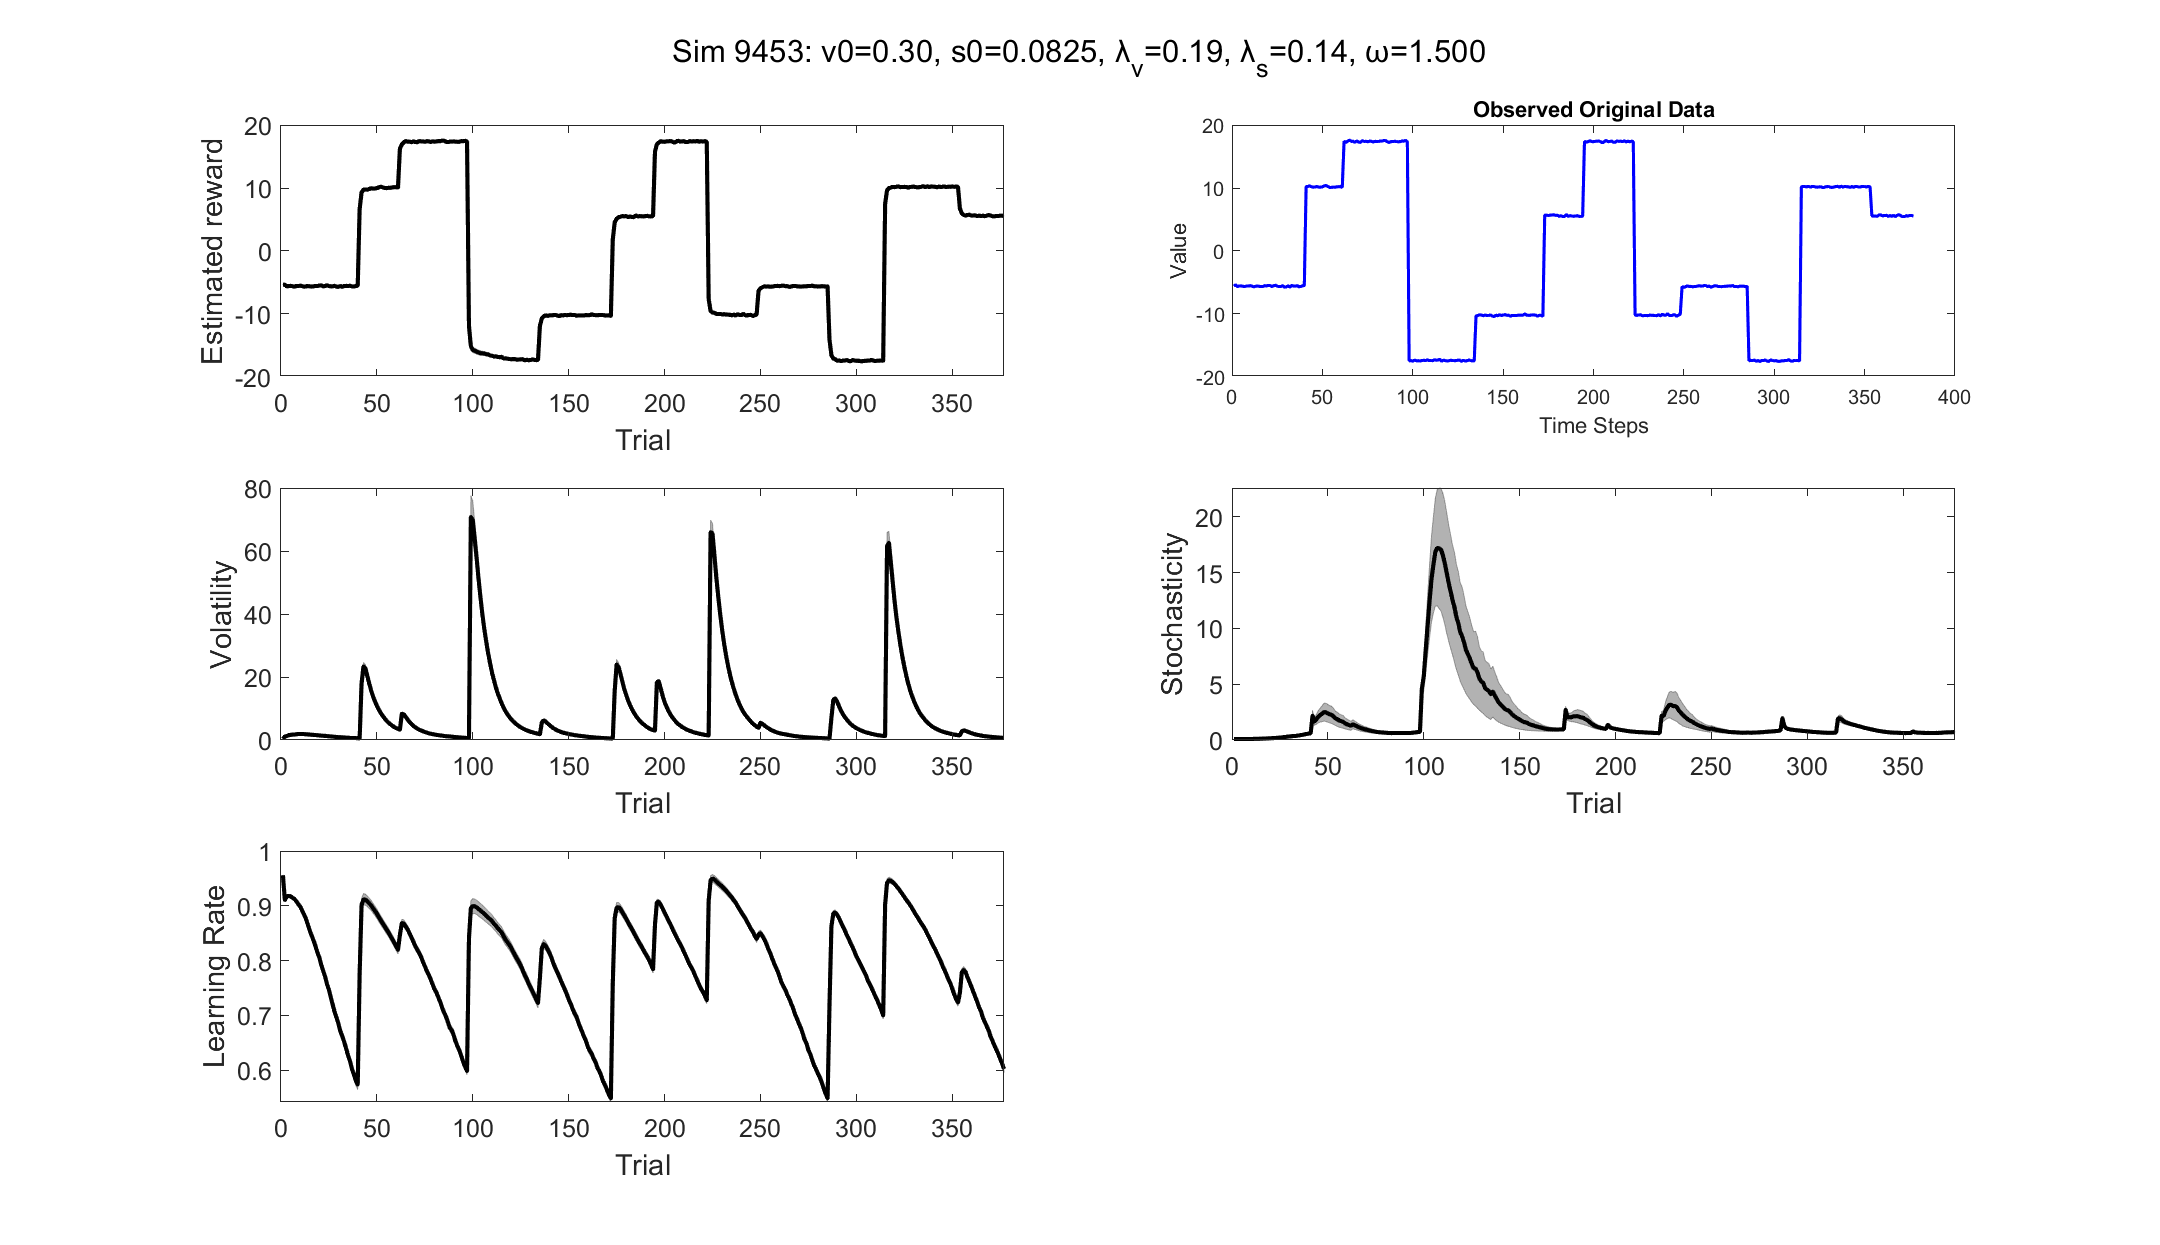 Sim 9453: v0=0.30, s0=0.0825, λv=0.19, λs=0.14, ω=1.500
20
10
0
-10
-20
Estimated reward
0 50 100 150 200 250 300 350
Trial
Observed Original Data
20
10
0
-10
-20
Value
0 50 100 150 200 250 300 350 400
Time Steps
80
60
40
20
0
Volatility
0 50 100 150 200 250 300 350
Trial
20
15
10
5
0
Stochasticity
0 50 100 150 200 250 300 350
Trial
1
0.9
0.8
0.7
0.6
Learning Rate
0 50 100 150 200 250 300 350
Trial